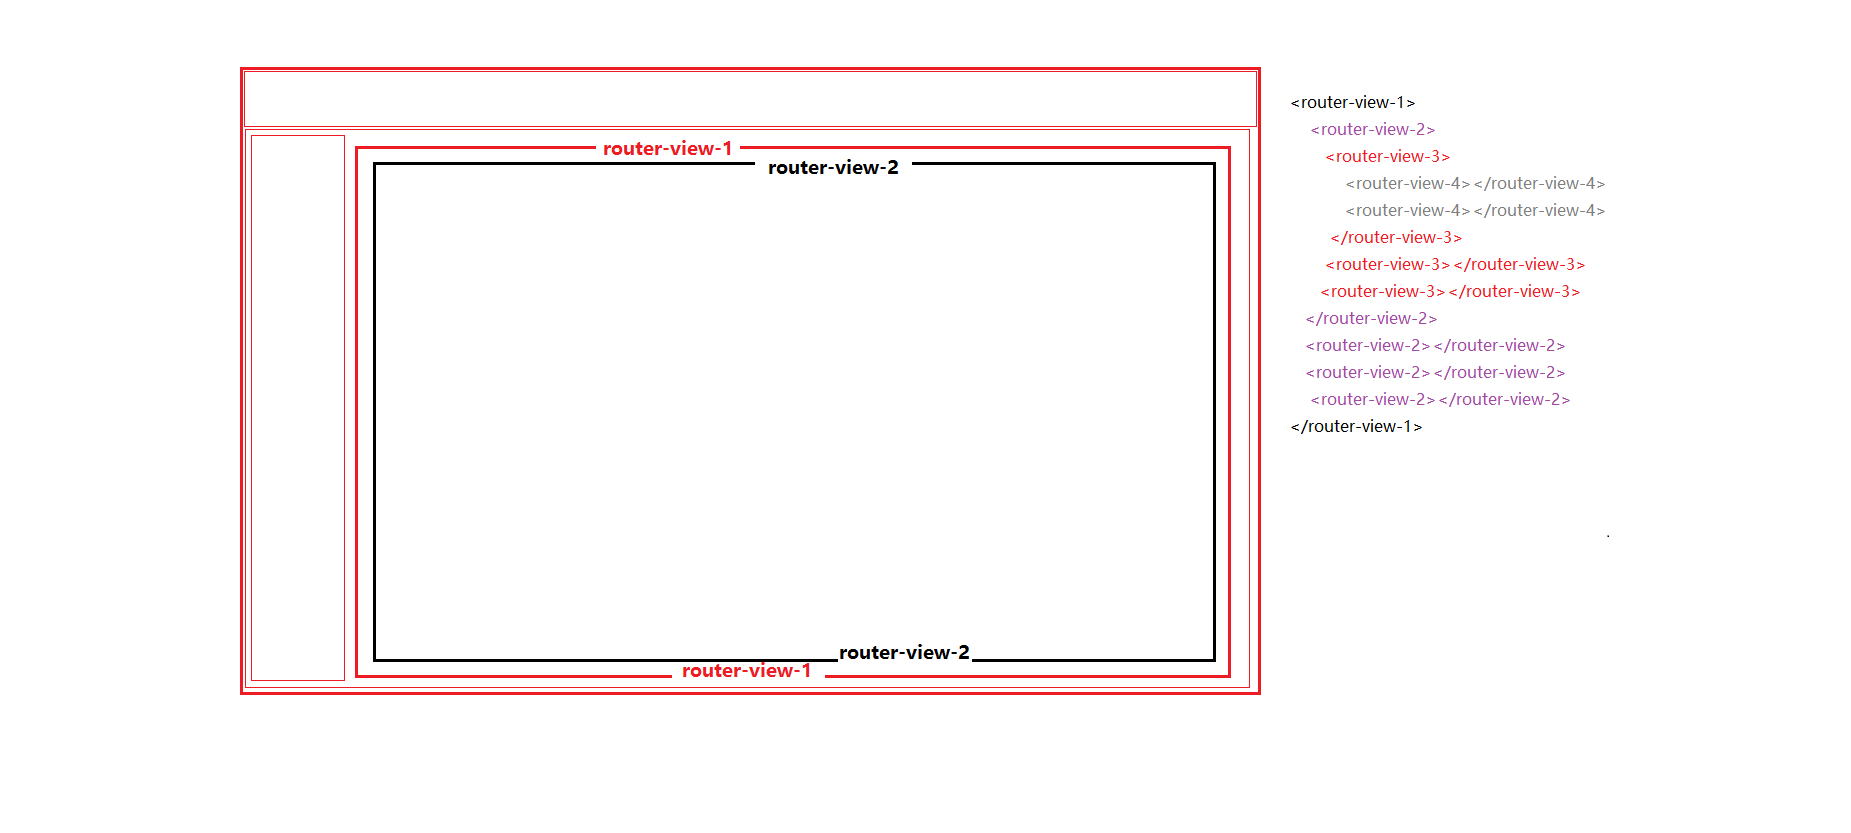 router-view-1
router-view-2
router-view-2
router-view-1
<router-view-1>
<router-view-2>
<router-view-3>
<router-view-4></router-view-4>
<router-view-4></router-view-4>
</router-view-3>
<router-view-3></router-view-3>
<router-view-3></router-view-3>
</router-view-2>
<router-view-2></router-view-2>
<router-view-2></router-view-2>
<router-view-2></router-view-2>
</router-view-1>
.